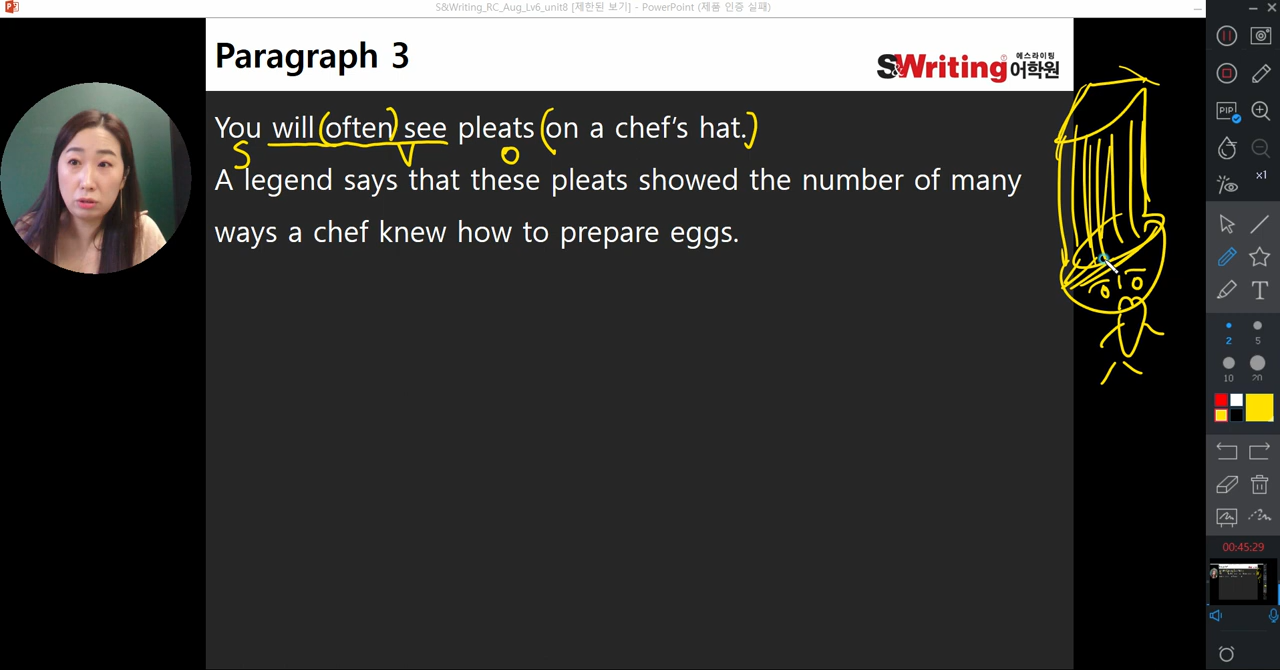 S&Writing_RC_Aug_Lv6_unit8 [제한된 보기] - PowerPoint (제품 인증 실패)
Paragraph 3
S&Writing 에스라이팅 어학원
You will (often) see pleats (on a chef's hat.)
S V O
A legend says that these pleats showed the number of many
ways a chef knew how to prepare eggs.
PIP
x1
T
2 5
10 20
00:45:29